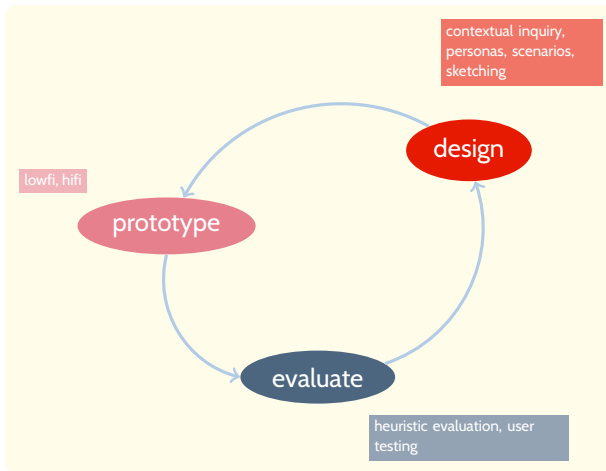 contextual inquiry,
personas, scenarios,
sketching
design
lowfi, hifi
prototype
evaluate
heuristic evaluation, user
testing